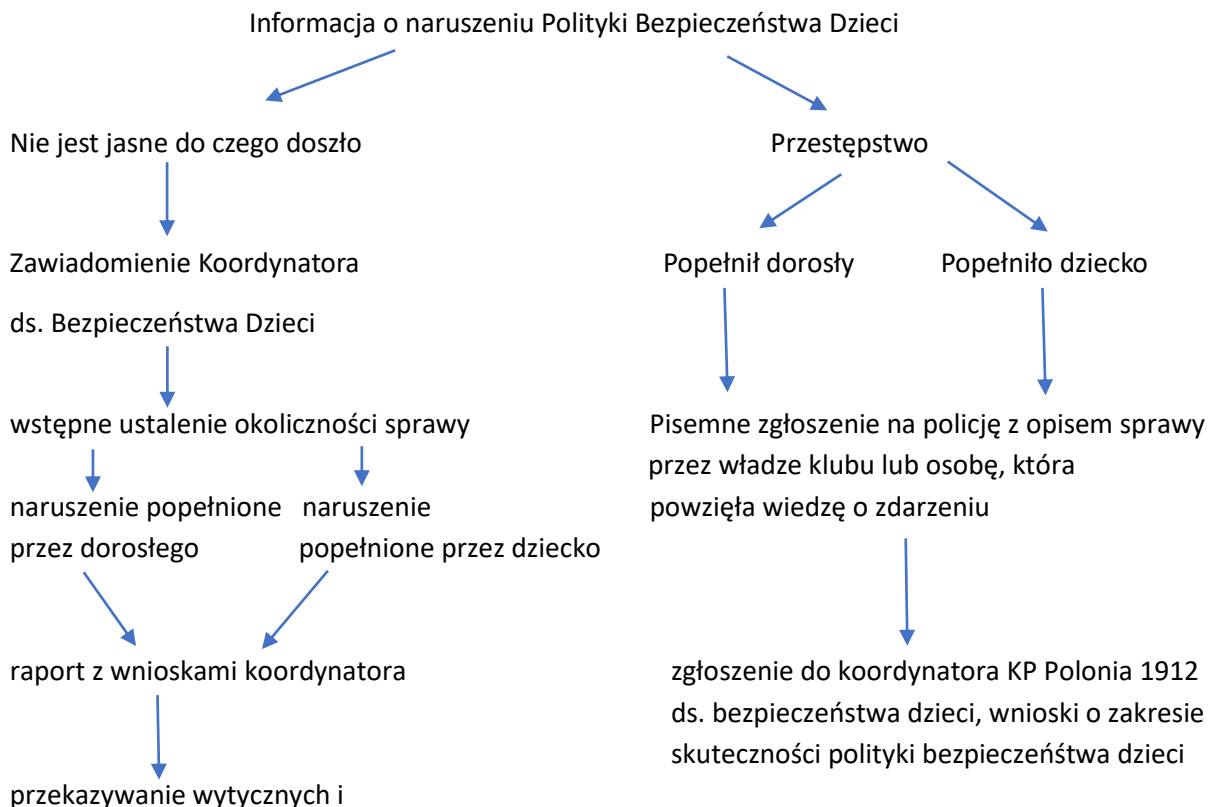 Informacja o naruszeniu Polityki Bezpieczeństwa Dzieci
Nie jest jasne do czego doszło
Przestępstwo
Zawiadomienie Koordynatora
ds. Bezpieczeństwa Dzieci
Popełnił dorosły
Popełniło dziecko
wstępne ustalenie okoliczności sprawy
naruszenie popełnione
przez dorosłego
naruszenie
popełnione przez dziecko
Pisemne zgłoszenie na policję z opisem sprawy
przez władze klubu lub osobę, która
powzięła wiedzę o zdarzeniu
raport z wnioskami koordynatora
zgłoszenie do koordynatora KP Polonia 1912
ds. bezpieczeństwa dzieci, wnioski o zakresie
skuteczności polityki bezpieczeńśtwa dzieci
przekazywanie wytycznych i